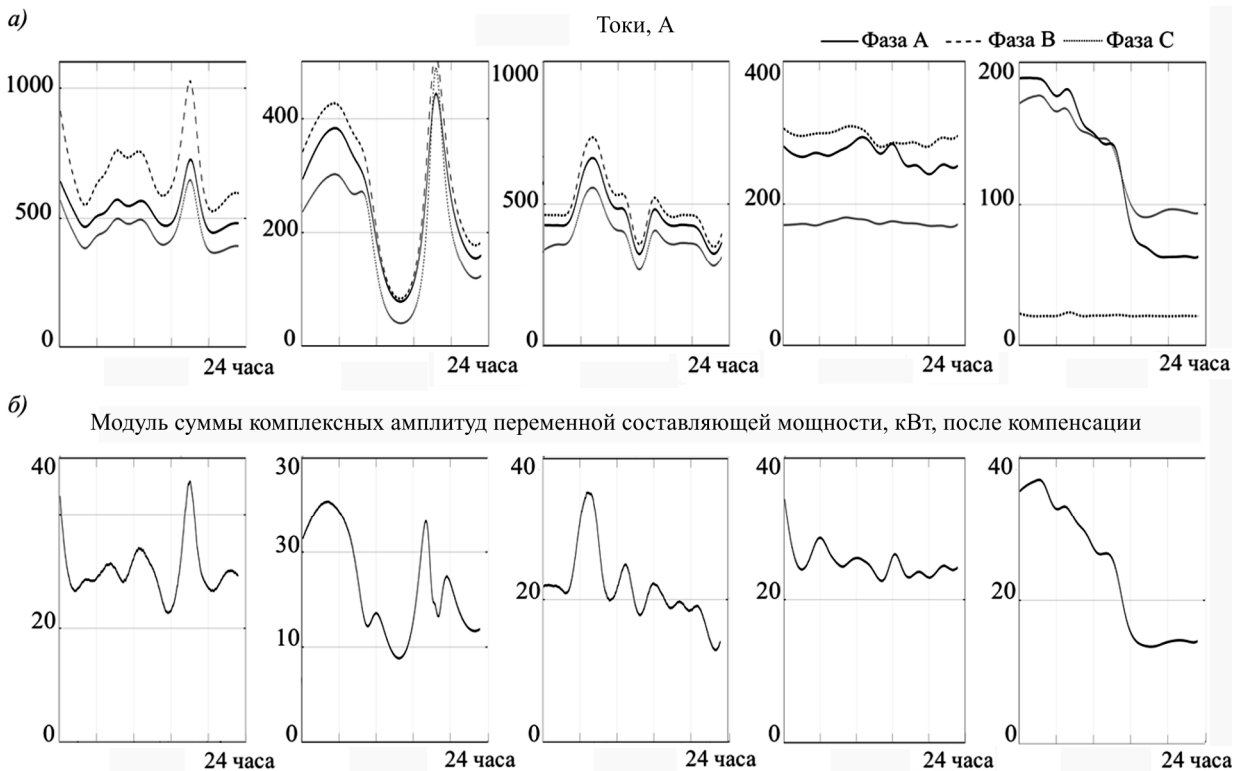 а)
Токи, А
Фаза А Фаза В Фаза С
1000
500
0
24 часа
400
200
0
24 часа
1000
500
0
24 часа
400
200
0
24 часа
200
100
0
24 часа
б)
Модуль суммы комплексных амплитуд переменной составляющей мощности, кВт, после компенсации
40
20
0
24 часа
30
30
10
0
24 часа
40
20
0
24 часа
40
20
0
24 часа
40
20
0
24 часа